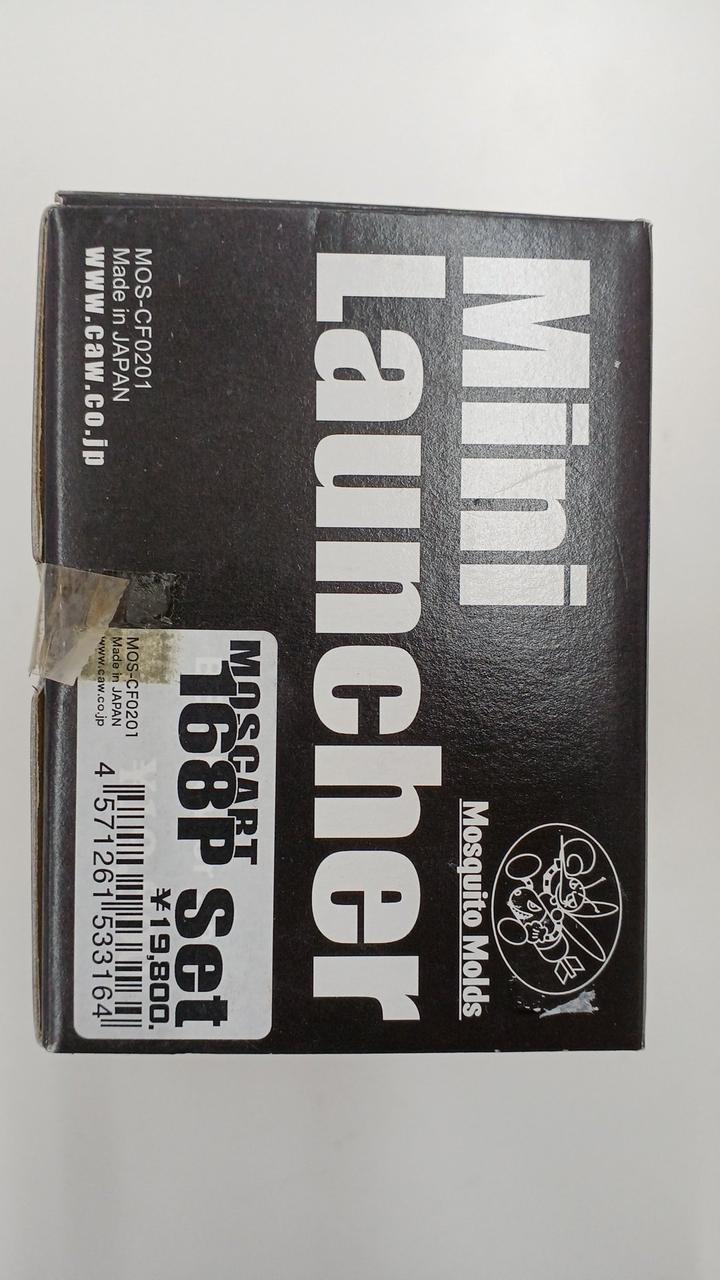 Mini
Launcher
Mosquito Molds
MOS-CF0201
Made in JAPAN
www.caw.co.jp
MOSCART
168P Set
¥19,800.
MOS-CF0201
Made in JAPAN
www.caw.co.jp
4 571261 533164